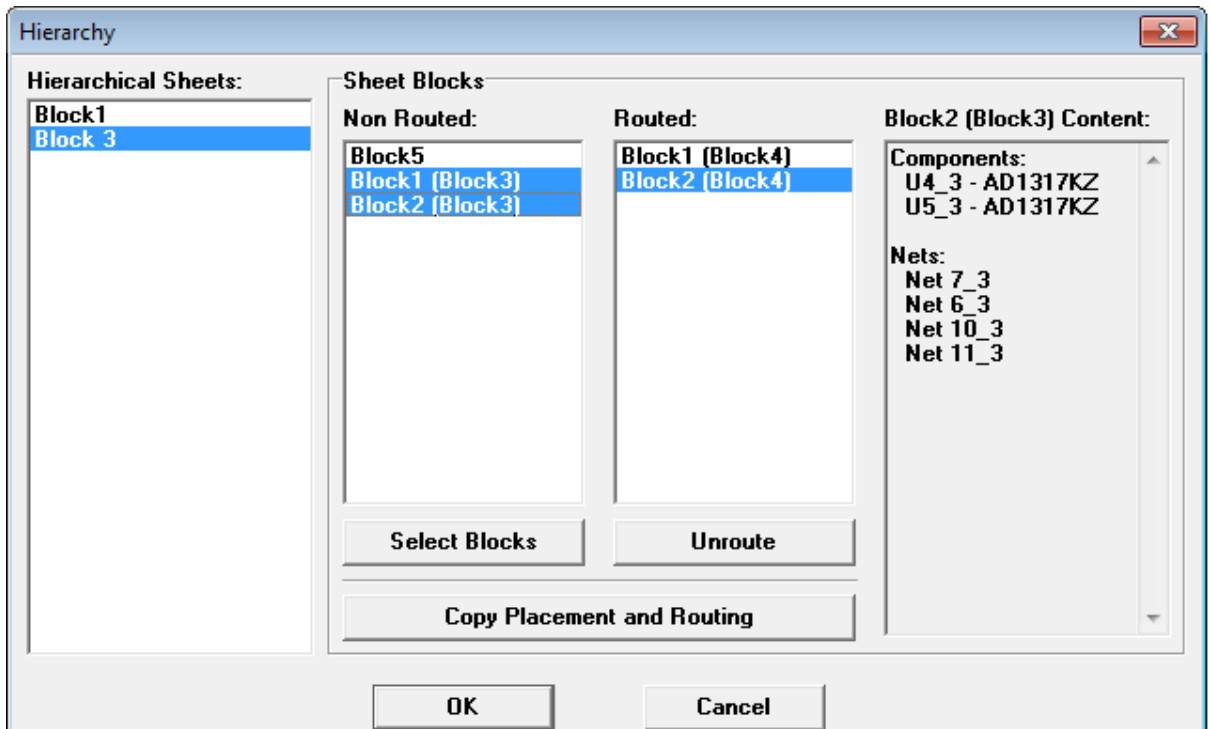 Hierarchy
Hierarchical Sheets:
Block1
Block 3
Sheet Blocks
Non Routed:
Block5
Block1 (Block3)
Block2 (Block3)
Select Blocks
Routed:
Block1 (Block4)
Block2 (Block4)
Unroute
Copy Placement and Routing
Block2 (Block3) Content:
Components:
U4_3 - AD1317KZ
U5_3 - AD1317KZ
Nets:
Net 7_3
Net 6_3
Net 10_3
Net 11_3
OK
Cancel